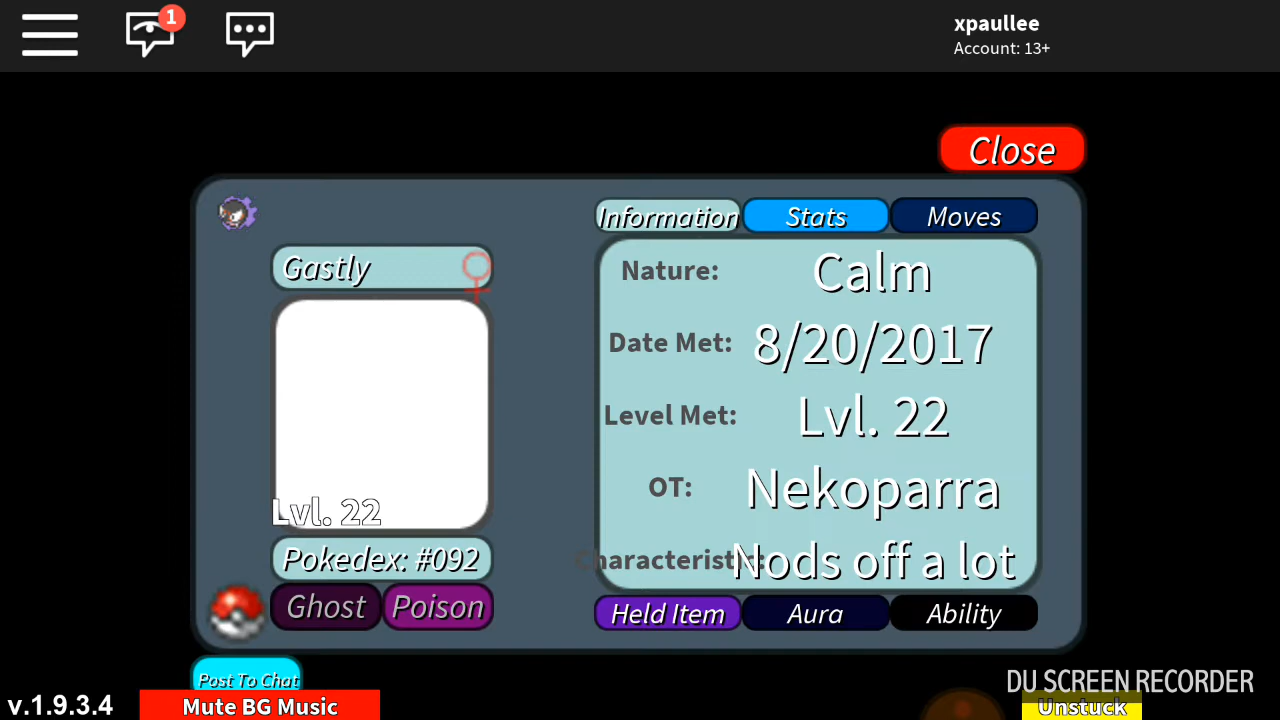 1
xpaullee
Account: 13+
Close
Information Stats Moves
Gastly
Nature: Calm
Date Met: 8/20/2017
Level Met: Lvl. 22
OT: Nekoparra
Characteristic: Nods off a lot
Lvl. 22
Pokedex: #092
Ghost Poison
Held Item Aura Ability
Post To Chat
DU SCREEN RECORDER
v.1.9.3.4
Mute BG Music
Unstuck